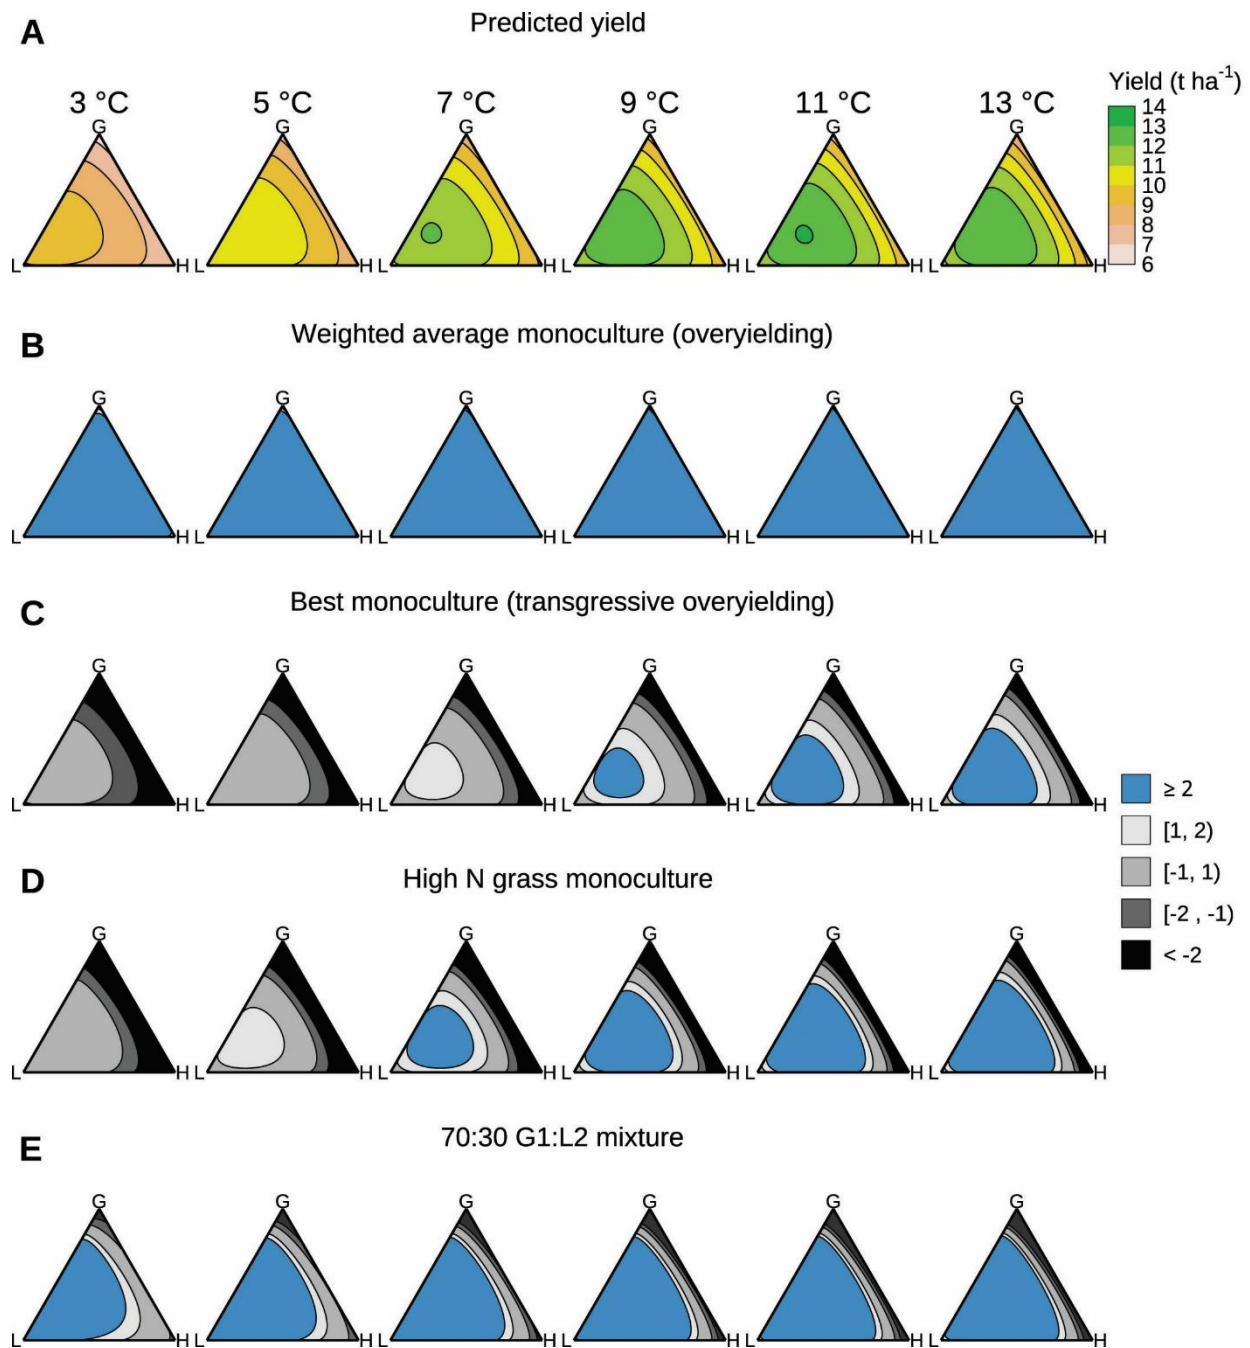 A
Predicted yield
3 °C 5 °C 7 °C 9 °C 11 °C 13 °C
Yield (t ha⁻¹)
G G G G G G
14
13
12
11
10
9
8
7
6
L H L H L H L H L H L H
B
Weighted average monoculture (overyielding)
G G G G G G
L H L H L H L H L H L H
C
Best monoculture (transgressive overyielding)
G G G G G G
L H L H L H L H L H L H
≥ 2
[1, 2)
[-1, 1)
[-2 , -1)
< -2
D
High N grass monoculture
G G G G G G
L H L H L H L H L H L H
E
70:30 G1:L2 mixture
G G G G G G
L H L H L H L H L H L H